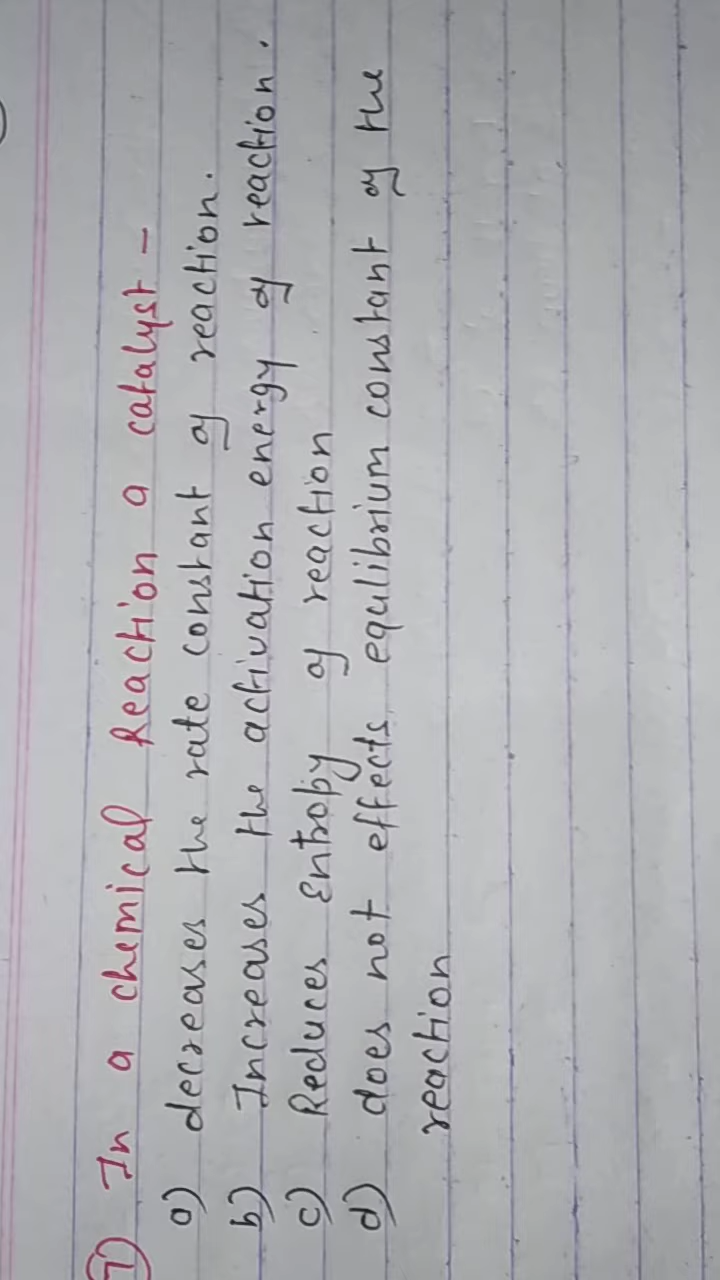 7) In a chemical Reaction a catalyst -
a) decreases the rate constant of reaction.
b) Increases the activation energy of reaction.
c) Reduces Entropy of reaction
d) does not effects equlibrium constant of the
reaction